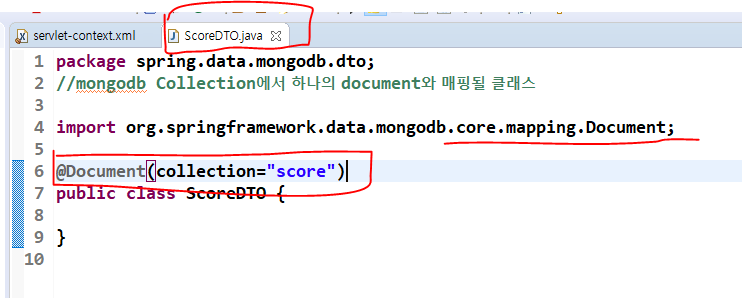 servlet-context.xml
ScoreDTO.java
1 package spring.data.mongodb.dto;
2 //mongodb Collection에서 하나의 document와 매핑될 클래스
3
4 import org.springframework.data.mongodb.core.mapping.Document;
5
6 @Document(collection="score")
7 public class ScoreDTO {
8
9 }
10